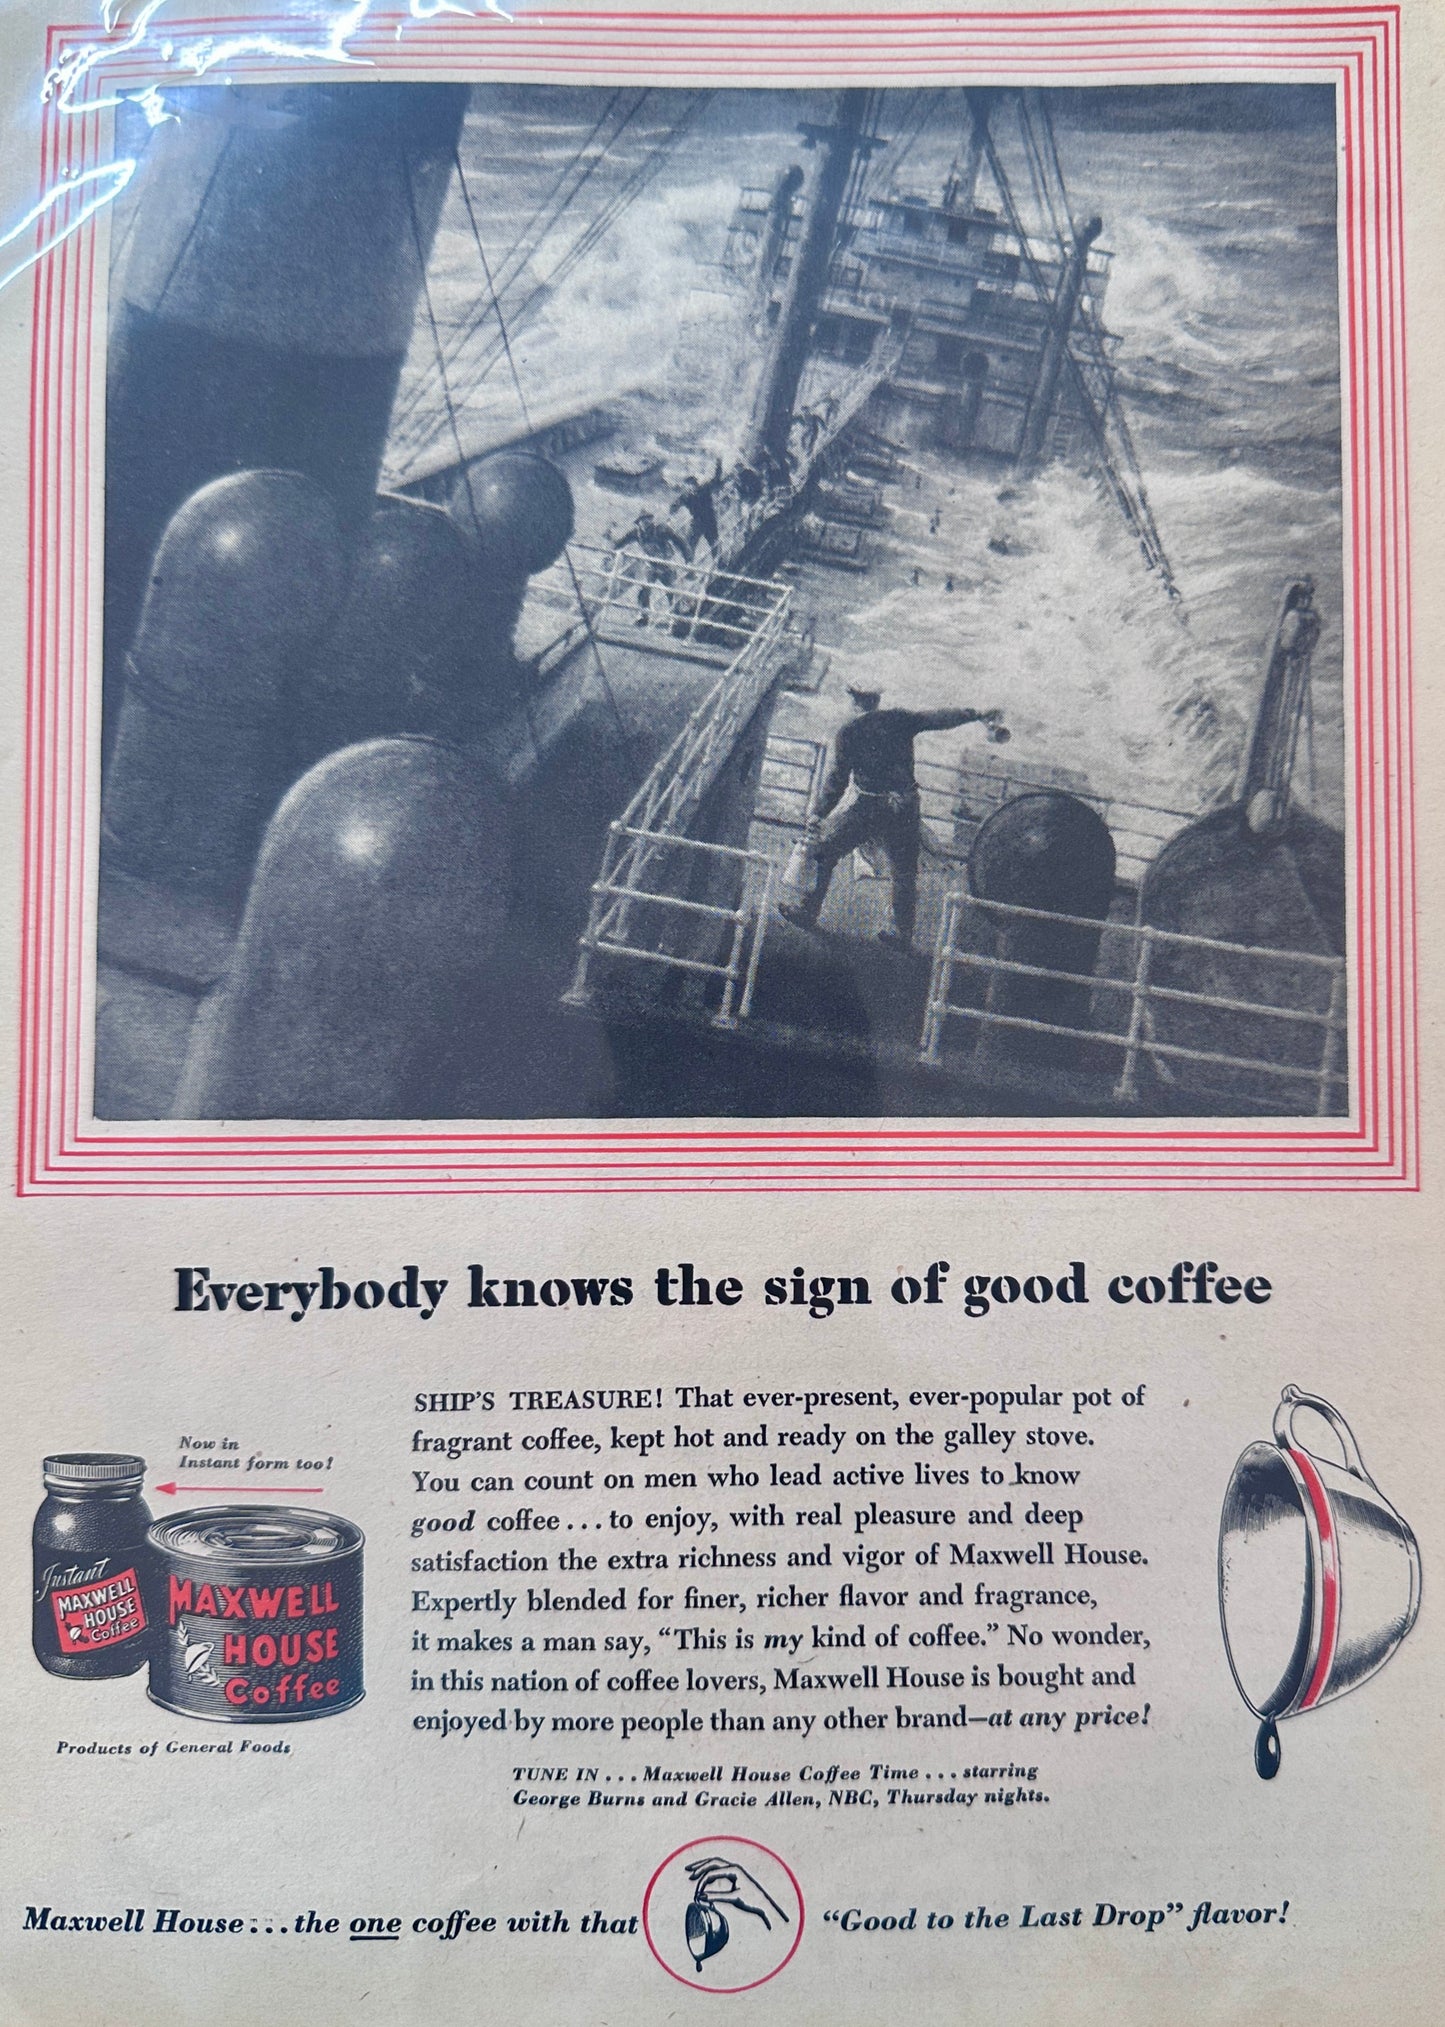 Everybody knows the sign of good coffee
Now in
Instant form too!
Instant
MAXWELL
HOUSE
Coffee
MAXWELL
HOUSE
Coffee
Products of General Foods
SHIP'S TREASURE! That ever-present, ever-popular pot of
fragrant coffee, kept hot and ready on the galley stove.
You can count on men who lead active lives to know
good coffee...to enjoy, with real pleasure and deep
satisfaction the extra richness and vigor of Maxwell House.
Expertly blended for finer, richer flavor and fragrance,
it makes a man say, “This is my kind of coffee.” No wonder,
in this nation of coffee lovers, Maxwell House is bought and
enjoyed by more people than any other brand—at any price!
TUNE IN...Maxwell House Coffee Time...starring
George Burns and Gracie Allen, NBC, Thursday nights.
Maxwell House...the one coffee with that “Good to the Last Drop” flavor!